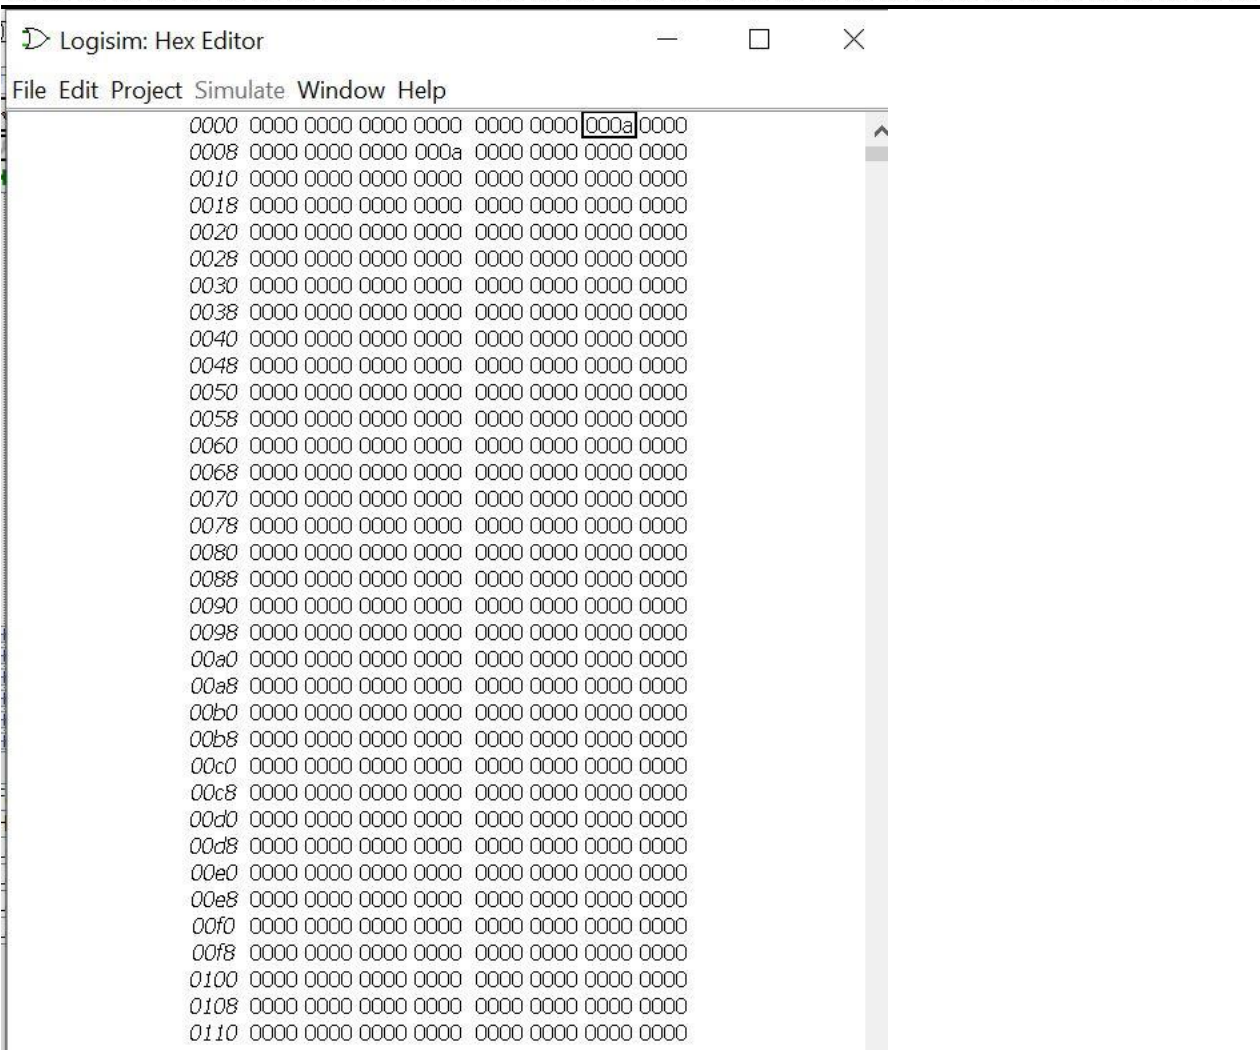 Logisim: Hex Editor
File Edit Project Simulate Window Help
0000 0000 0000 0000 0000 0000 0000 000a 0000
0008 0000 0000 0000 000a 0000 0000 0000 0000
0010 0000 0000 0000 0000 0000 0000 0000 0000
0018 0000 0000 0000 0000 0000 0000 0000 0000
0020 0000 0000 0000 0000 0000 0000 0000 0000
0028 0000 0000 0000 0000 0000 0000 0000 0000
0030 0000 0000 0000 0000 0000 0000 0000 0000
0038 0000 0000 0000 0000 0000 0000 0000 0000
0040 0000 0000 0000 0000 0000 0000 0000 0000
0048 0000 0000 0000 0000 0000 0000 0000 0000
0050 0000 0000 0000 0000 0000 0000 0000 0000
0058 0000 0000 0000 0000 0000 0000 0000 0000
0060 0000 0000 0000 0000 0000 0000 0000 0000
0068 0000 0000 0000 0000 0000 0000 0000 0000
0070 0000 0000 0000 0000 0000 0000 0000 0000
0078 0000 0000 0000 0000 0000 0000 0000 0000
0080 0000 0000 0000 0000 0000 0000 0000 0000
0088 0000 0000 0000 0000 0000 0000 0000 0000
0090 0000 0000 0000 0000 0000 0000 0000 0000
0098 0000 0000 0000 0000 0000 0000 0000 0000
00a0 0000 0000 0000 0000 0000 0000 0000 0000
00a8 0000 0000 0000 0000 0000 0000 0000 0000
00b0 0000 0000 0000 0000 0000 0000 0000 0000
00b8 0000 0000 0000 0000 0000 0000 0000 0000
00c0 0000 0000 0000 0000 0000 0000 0000 0000
00c8 0000 0000 0000 0000 0000 0000 0000 0000
00d0 0000 0000 0000 0000 0000 0000 0000 0000
00d8 0000 0000 0000 0000 0000 0000 0000 0000
00e0 0000 0000 0000 0000 0000 0000 0000 0000
00e8 0000 0000 0000 0000 0000 0000 0000 0000
00f0 0000 0000 0000 0000 0000 0000 0000 0000
00f8 0000 0000 0000 0000 0000 0000 0000 0000
0100 0000 0000 0000 0000 0000 0000 0000 0000
0108 0000 0000 0000 0000 0000 0000 0000 0000
0110 0000 0000 0000 0000 0000 0000 0000 0000